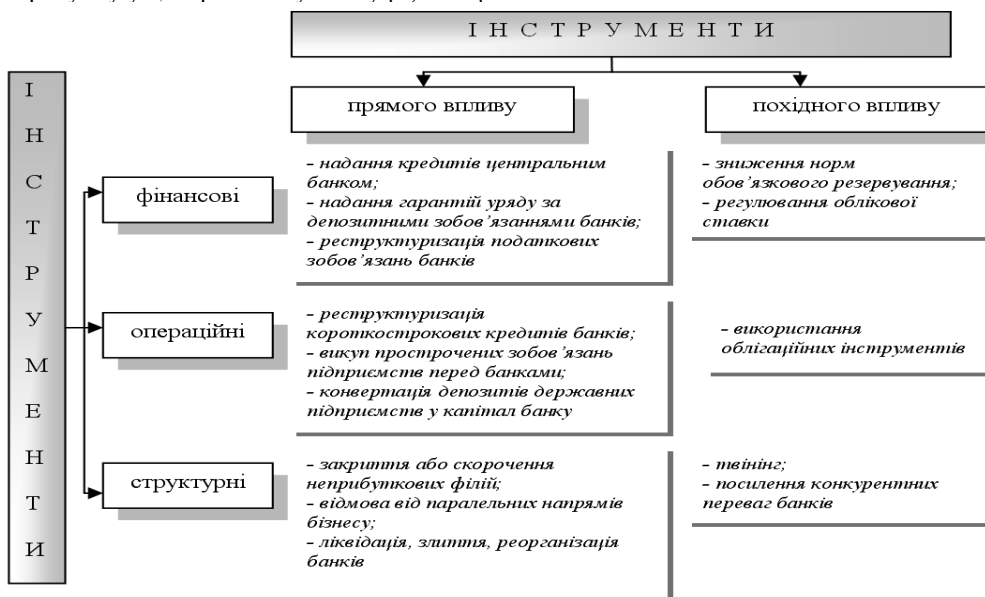 ІНСТРУМЕНТИ
прямого впливу
похідного впливу
ІНСТРУМЕНТИ
фінансові
– надання кредитів центральним
банком;
– надання гарантій уряду за
депозитними зобов’язаннями банків;
– реструктуризація податкових
зобов’язань банків
– зниження норм
обов’язкового резервування;
– регулювання облікової
ставки
операційні
– реструктуризація
короткострокових кредитів банків;
– викуп прострочених зобов’язань
підприємств перед банками;
– конвертація депозитів державних
підприємств у капітал банку
– використання
облігаційних інструментів
структурні
– закриття або скорочення
неприбуткових філій;
– відмова від паралельних напрямів
бізнесу;
– ліквідація, злиття, реорганізація
банків
– твінінг;
– посилення конкурентних
переваг банків